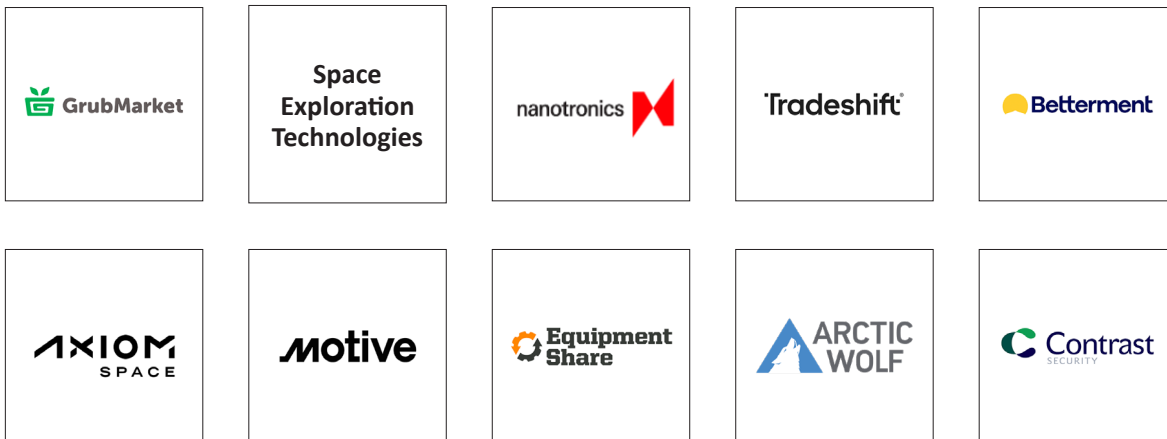 GrubMarket
Space
Exploration
Technologies
nanotronics
Tradeshift®
Betterment
AXIOM
SPACE
motive
Equipment
Share
ARCTIC
WOLF
Contrast
SECURITY